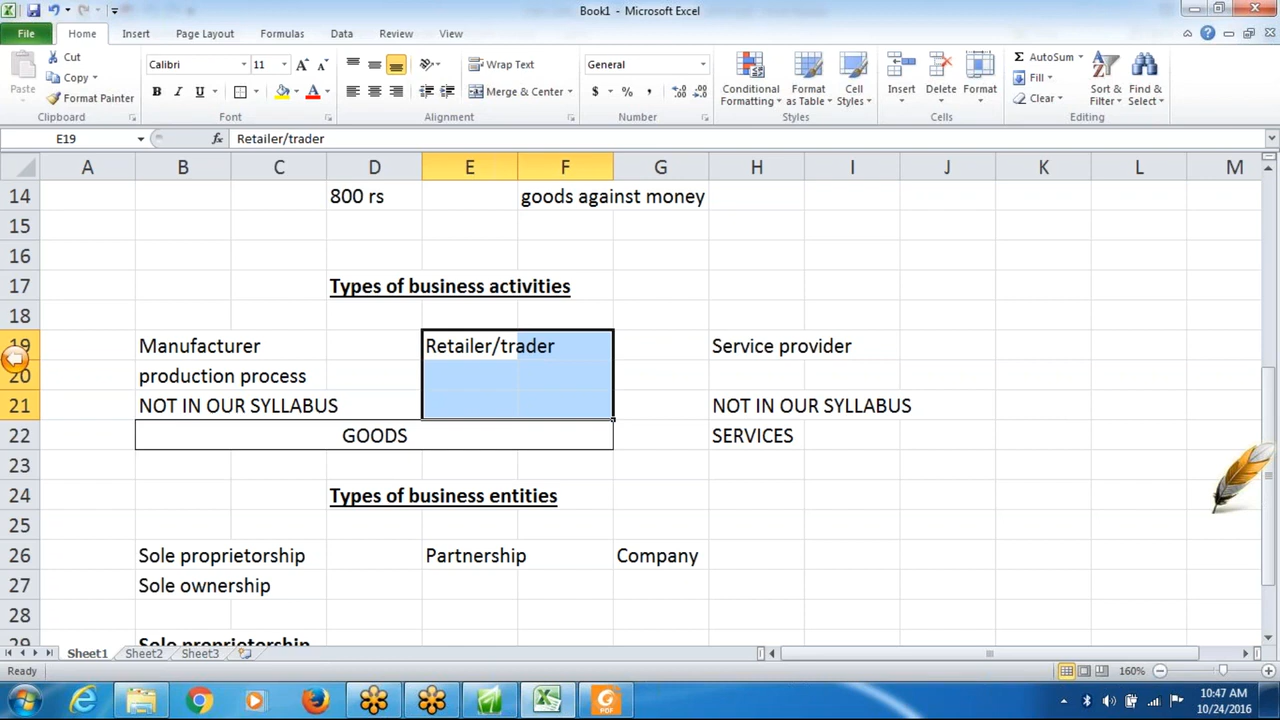 Book1 - Microsoft Excel
File Home Insert Page Layout Formulas Data Review View
Cut
Copy
Format Painter
Paste
Clipboard
Calibri 11
B I U
Font
Wrap Text
Merge & Center
Alignment
General
$ % ,
Number
Conditional Formatting
Format as Table
Cell Styles
Styles
Insert Delete Format
Cells
AutoSum
Fill
Clear
Sort & Filter
Find & Select
Editing
E19 fx Retailer/trader
A B C D E F G H I J K L M
14 800 rs goods against money
15
16
17 Types of business activities
18
19 Manufacturer Retailer/trader Service provider
20 production process
21 NOT IN OUR SYLLABUS NOT IN OUR SYLLABUS
22 GOODS SERVICES
23
24 Types of business entities
25
26 Sole proprietorship Partnership Company
27 Sole ownership
28
29 Sole proprietorship
Sheet1 Sheet2 Sheet3
Ready 160%
PDF
10:47 AM
10/24/2016